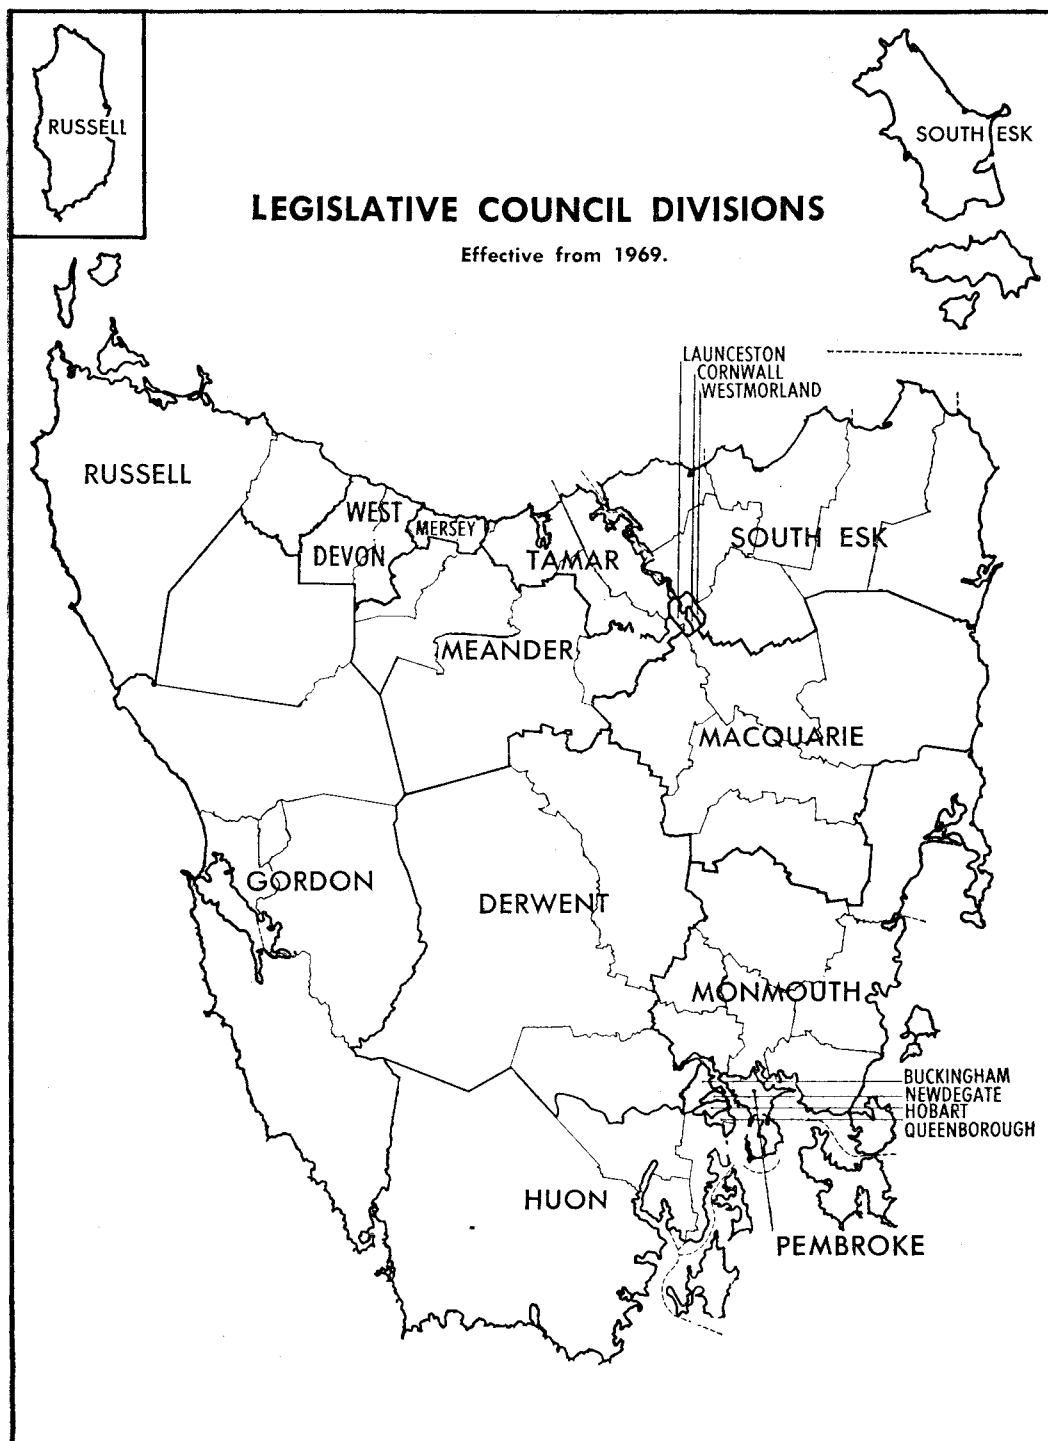 RUSSELL
SOUTH ESK
LEGISLATIVE COUNCIL DIVISIONS
Effective from 1969.
LAUNCESTON
CORNWALL
WESTMORLAND
RUSSELL
WEST
DEVON
MERSEY
TAMAR
SOUTH ESK
MEANDER
MACQUARIE
GORDON
DERWENT
MONMOUTH
BUCKINGHAM
NEWDEGATE
HOBART
QUEENBOROUGH
HUON
PEMBROKE